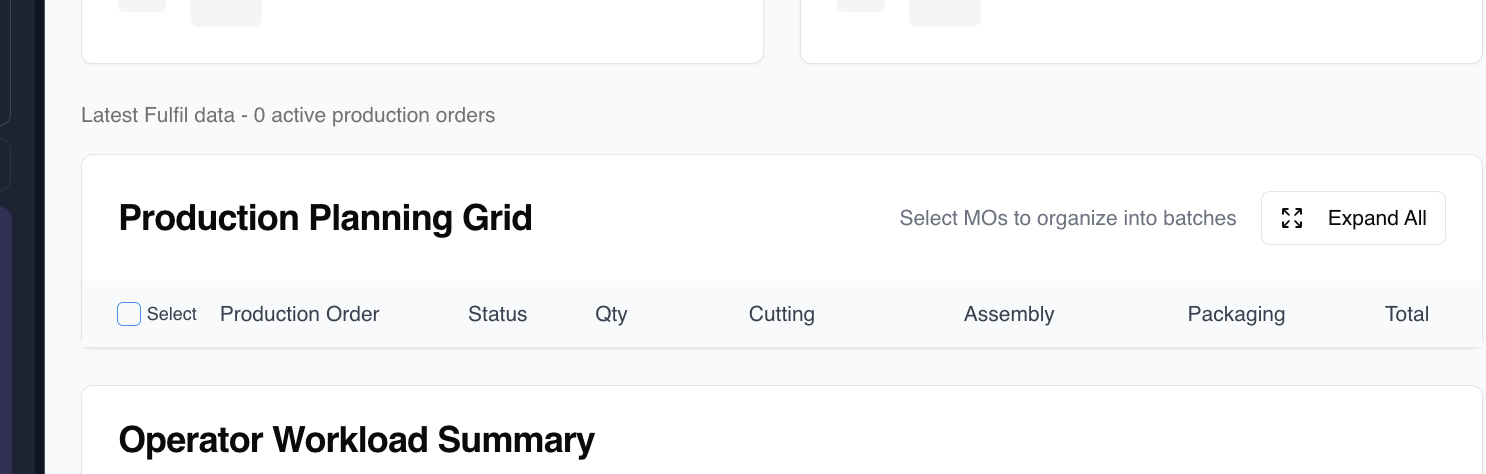 Latest Fulfil data - 0 active production orders
Production Planning Grid
Select MOs to organize into batches
Expand All
Select Production Order Status Qty Cutting Assembly Packaging Total
Operator Workload Summary